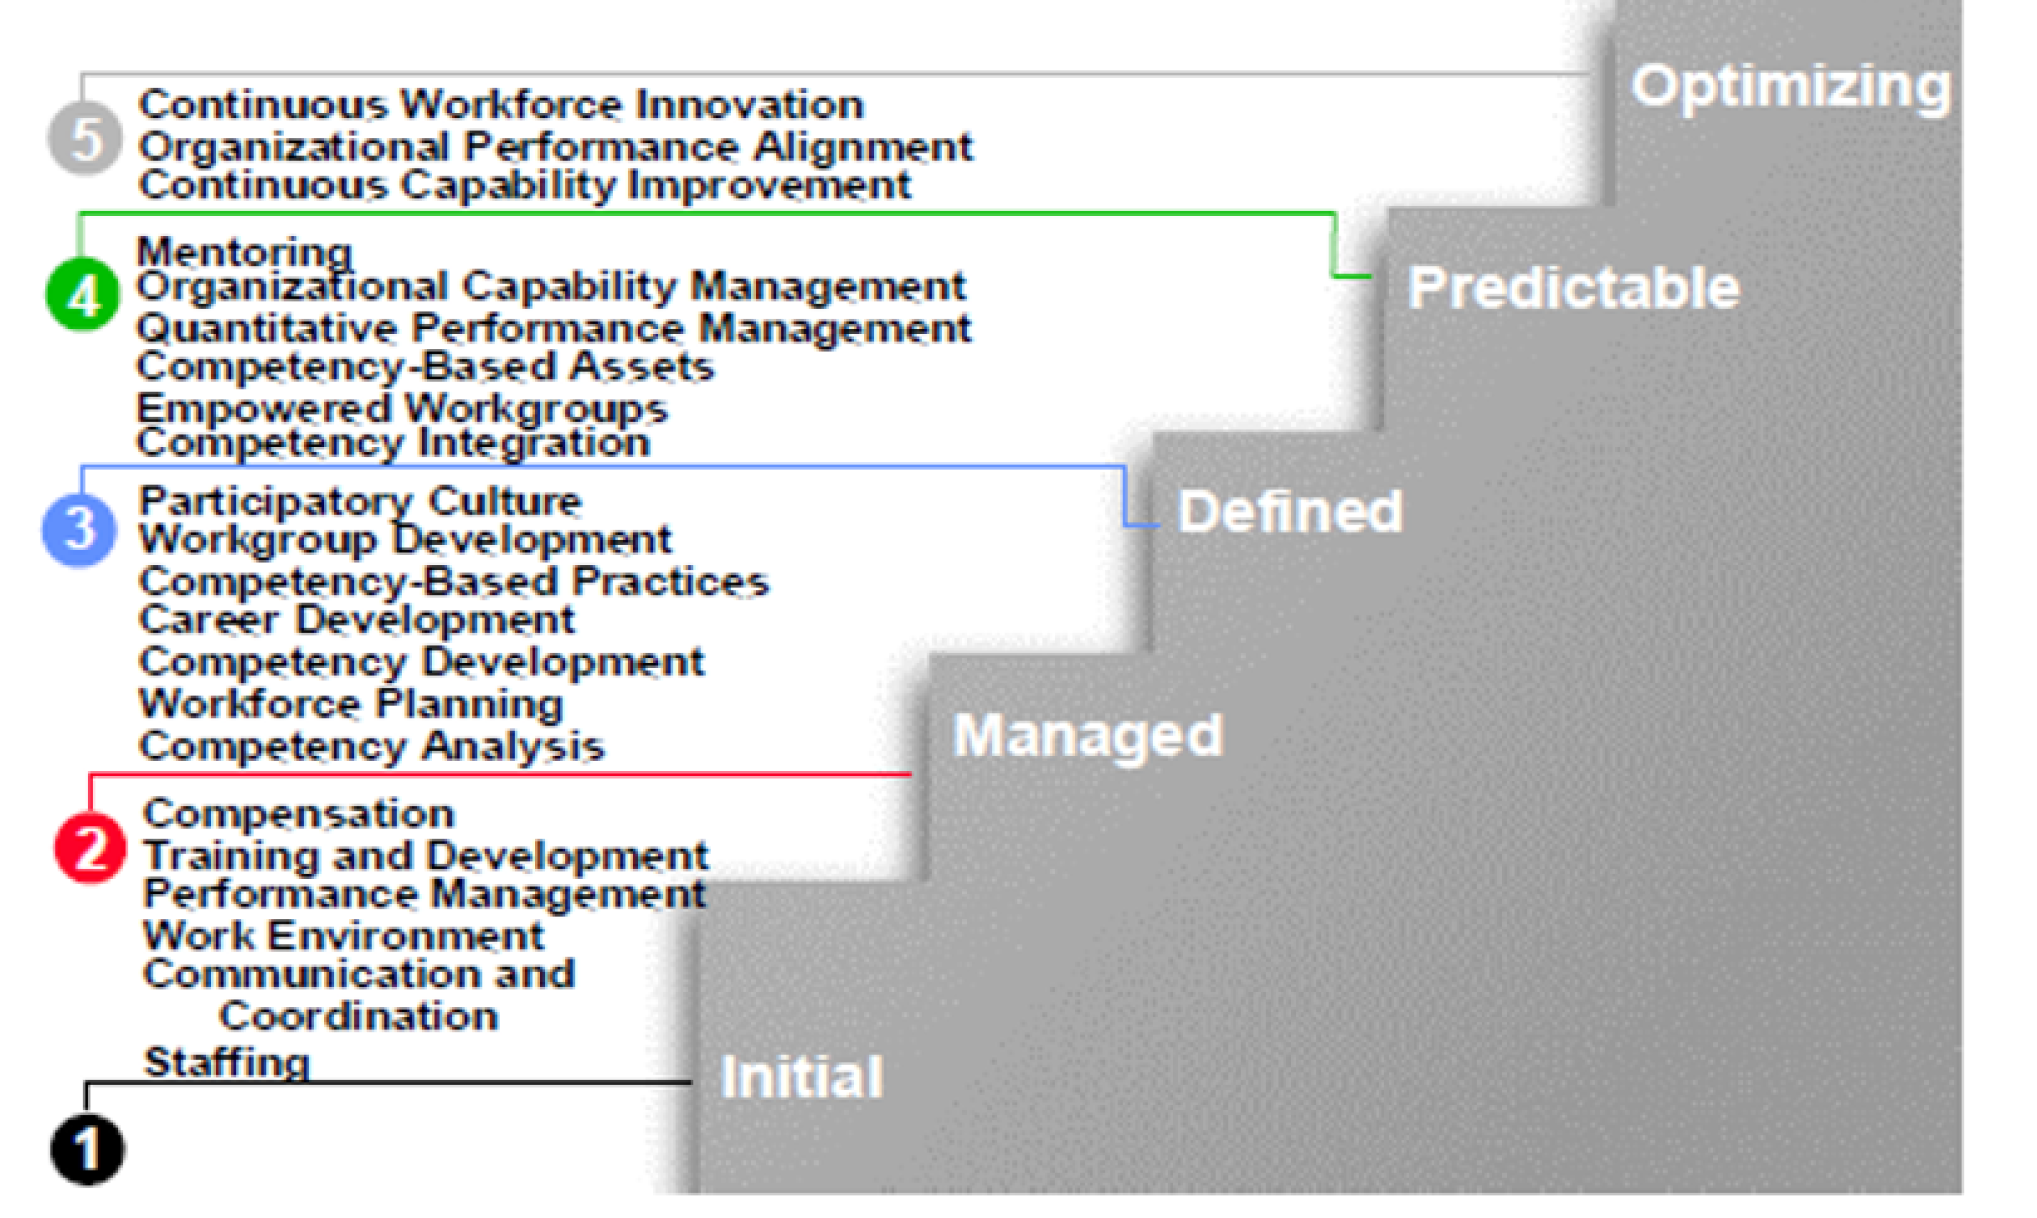 Optimizing
5
Continuous Workforce Innovation
Organizational Performance Alignment
Continuous Capability Improvement
4
Mentoring
Organizational Capability Management
Quantitative Performance Management
Competency-Based Assets
Empowered Workgroups
Competency Integration
Predictable
3
Participatory Culture
Workgroup Development
Competency-Based Practices
Career Development
Competency Development
Workforce Planning
Competency Analysis
Defined
2
Compensation
Training and Development
Performance Management
Work Environment
Communication and
Coordination
Staffing
Managed
1
Initial